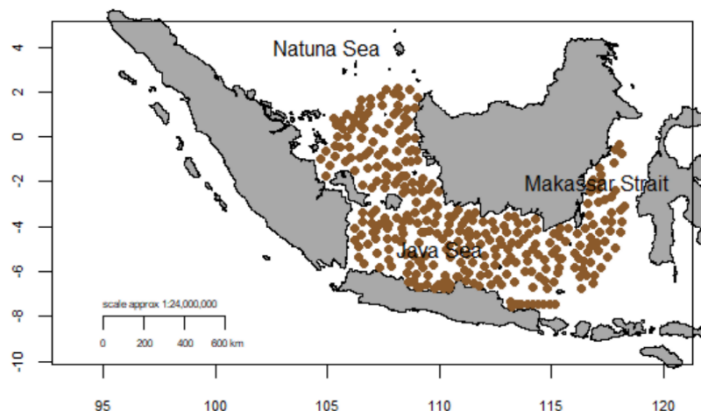 Natuna Sea
Makassar Strait
Java Sea
scale approx 1:24,000,000
0 200 400 600 km
4
2
0
-2
-4
-6
-8
-10
95 100 105 110 115 120